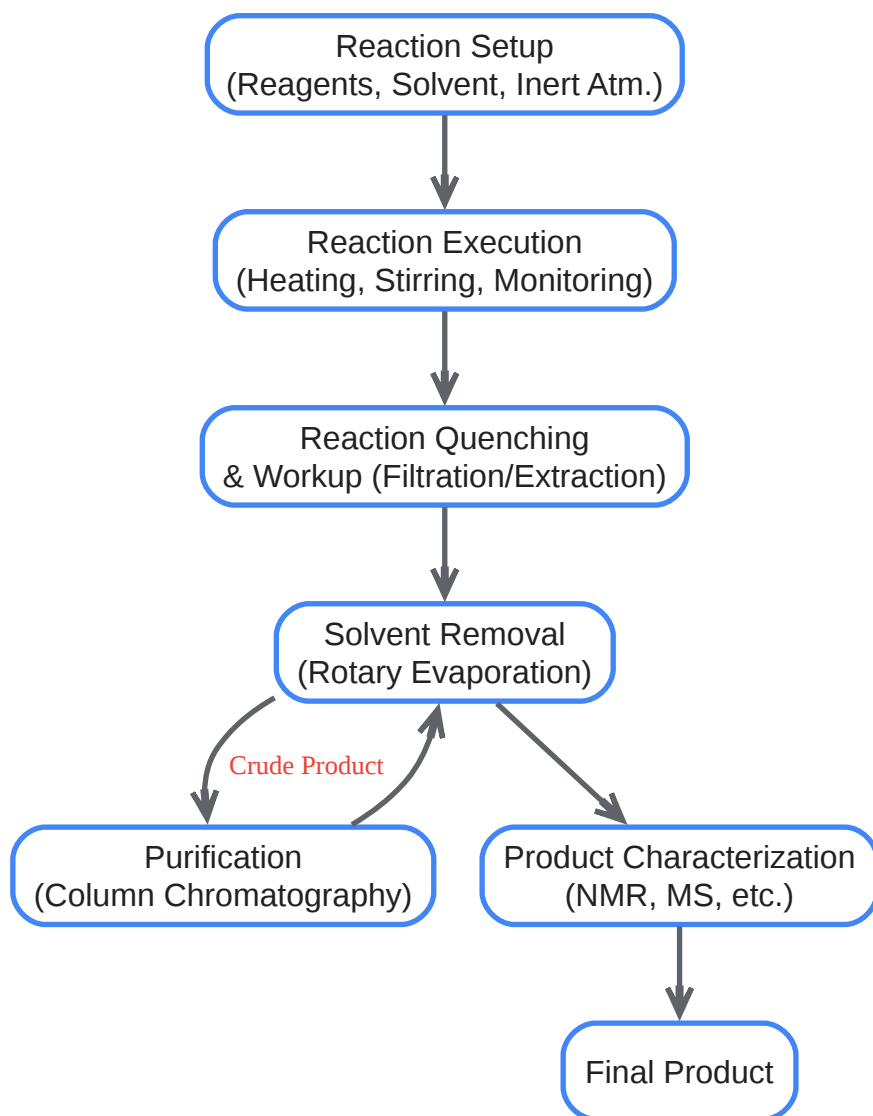 Reaction Setup
(Reagents, Solvent, Inert Atm.)
Reaction Execution
(Heating, Stirring, Monitoring)
Reaction Quenching
& Workup (Filtration/Extraction)
Solvent Removal
(Rotary Evaporation)
Crude Product
Purification
(Column Chromatography)
Product Characterization
(NMR, MS, etc.)
Final Product